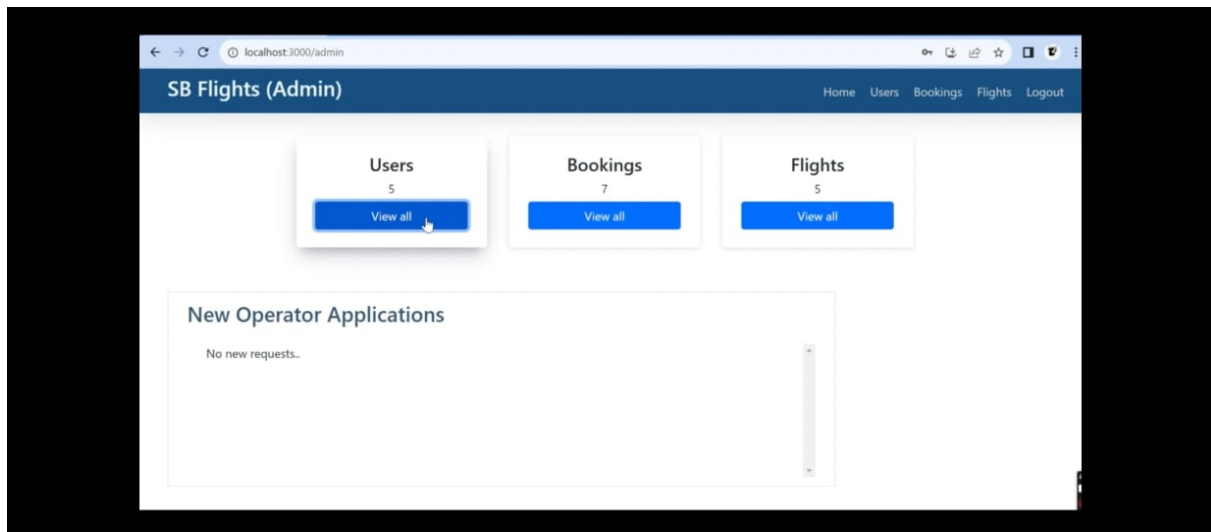 localhost:3000/admin
SB Flights (Admin)
Home Users Bookings Flights Logout
Users
5
View all
Bookings
7
View all
Flights
5
View all
New Operator Applications
No new requests..